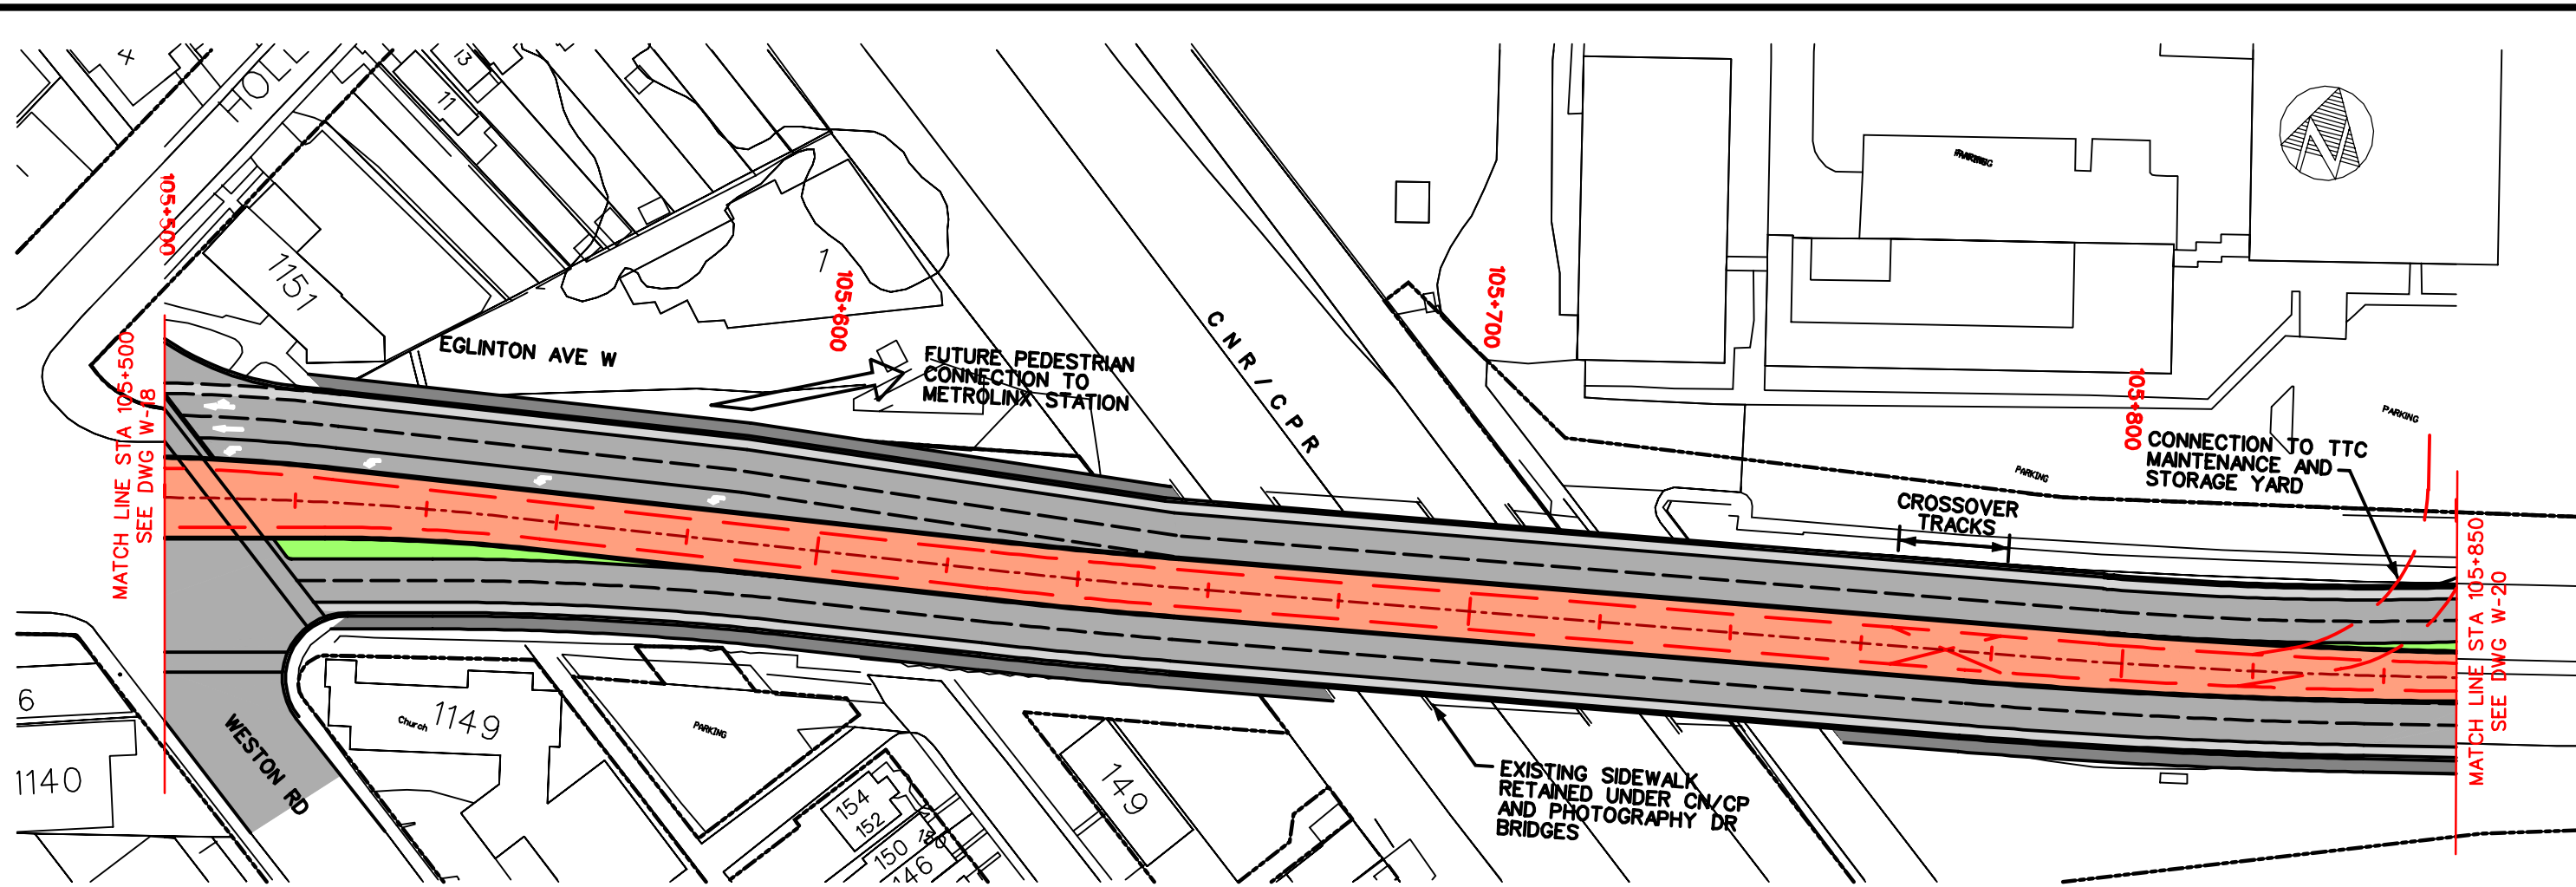 4
HOL
13
11
105+500
1151
1
105+600
EGLINTON AVE W
FUTURE PEDESTRIAN
CONNECTION TO
METROLINX STATION
CNR/CPR
105+700
PARKING
N
105+800
PARKING
PARKING
CONNECTION TO TTC
MAINTENANCE AND
STORAGE YARD
CROSSOVER
TRACKS
MATCH LINE STA 105+500
SEE DWG W-18
MATCH LINE STA 105+850
SEE DWG W-20
6
1140
WESTON RD
Church
1149
PARKING
154
152
150
146
149
EXISTING SIDEWALK
RETAINED UNDER CN/CP
AND PHOTOGRAPHY DR
BRIDGES